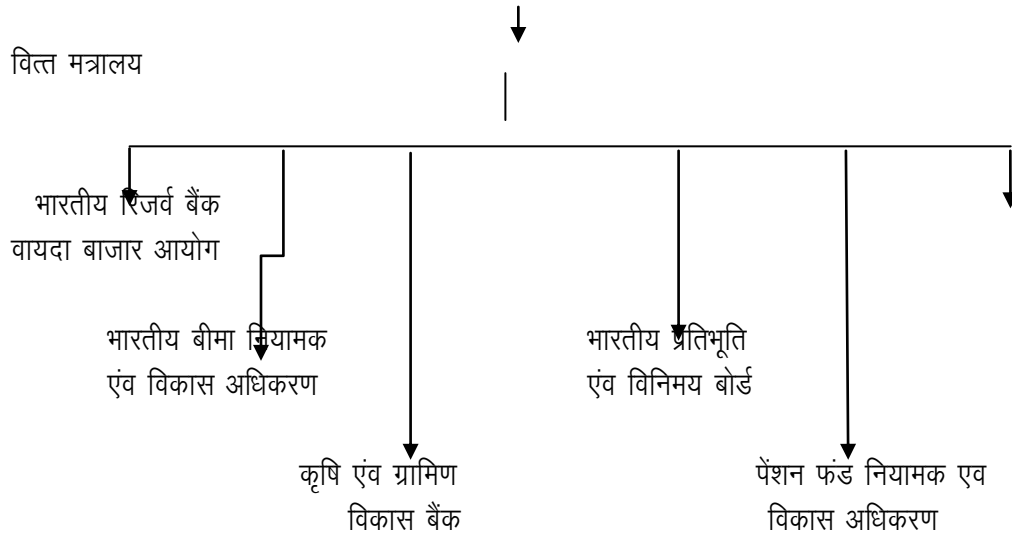 वित्त मत्रालय
भारतीय रिजर्व बैंक
वायदा बाजार आयोग
भारतीय बीमा नियामक
एंव विकास अधिकरण
भारतीय प्रतिभूति
एंव विनिमय बोर्ड
कृषि एंव ग्रामिण
विकास बैंक
पेंशन फंड नियामक एव
विकास अधिकरण